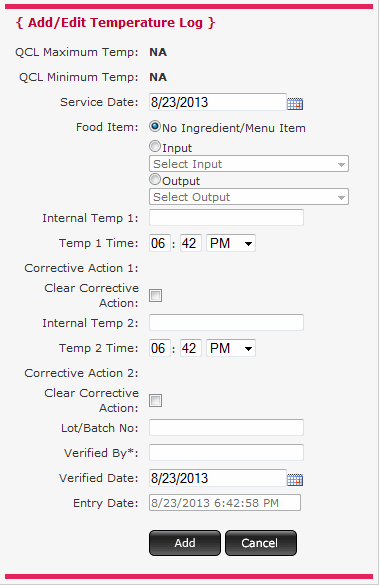 { Add/Edit Temperature Log }
QCL Maximum Temp: NA
QCL Minimum Temp: NA
Service Date: 8/23/2013
Food Item: No Ingredient/Menu Item
Input
Select Input
Output
Select Output
Internal Temp 1:
Temp 1 Time: 06 : 42 PM
Corrective Action 1:
Clear Corrective
Action:
Internal Temp 2:
Temp 2 Time: 06 : 42 PM
Corrective Action 2:
Clear Corrective
Action:
Lot/Batch No:
Verified By*:
Verified Date: 8/23/2013
Entry Date: 8/23/2013 6:42:58 PM
Add Cancel